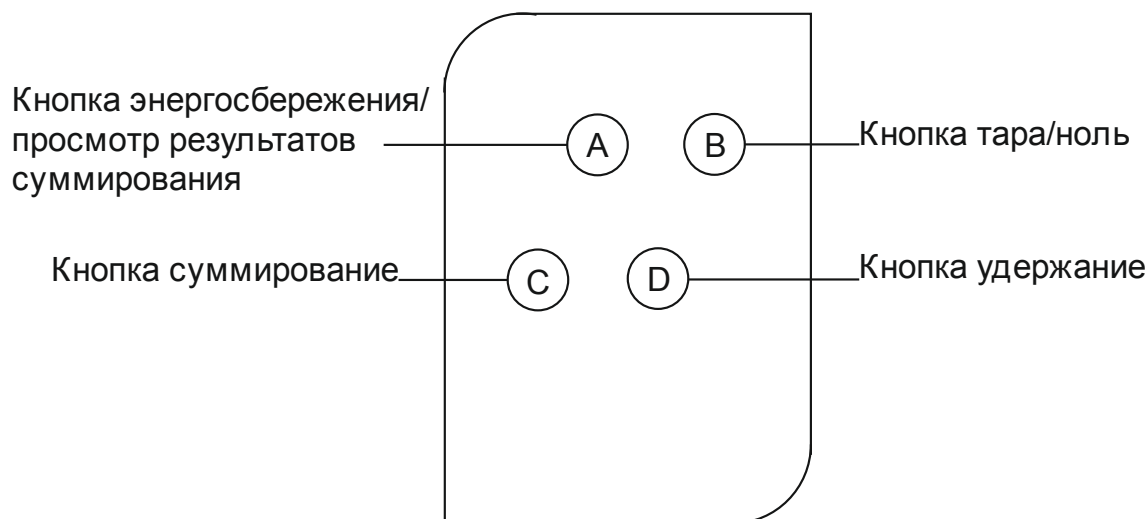 Кнопка энергосбережения/
просмотр результатов
суммирования
A
B
Кнопка тара/ноль
Кнопка суммирование
C
D
Кнопка удержание